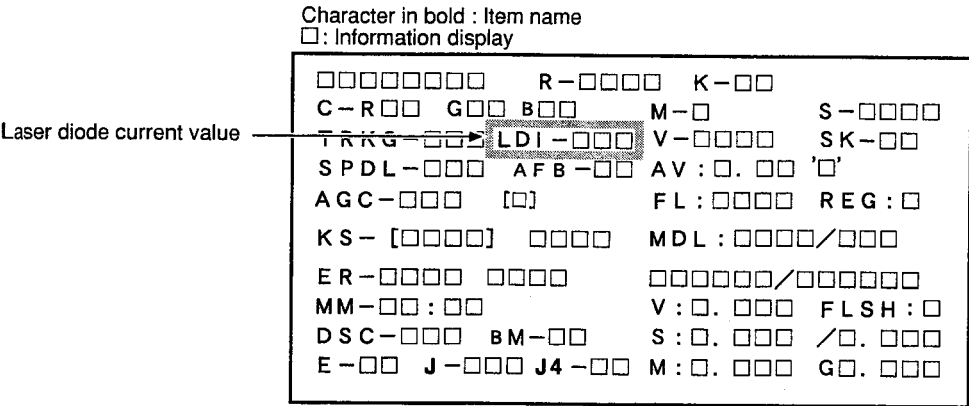 Character in bold : Item name
□ : Information display
□□□□□□□□ R－□□□□ K－□□
C－R□□ G□□ B□□ M－□ S－□□□□
Laser diode current value TRKG－□□□ LDI－□□□ V－□□□□ SK－□□
SPDL－□□□ AFB－□□ AV : □. □□ '□'
AGC－□□□ [□] FL : □□□□ REG : □
KS－ [□□□□] □□□□ MDL : □□□□／□□□
ER－□□□□ □□□□ □□□□□□／□□□□□□
MM－□□ : □□ V : □. □□□ FLSH : □
DSC－□□□ BM－□□ S : □. □□□ ／□. □□□
E－□□ J－□□□ J4－□□ M : □. □□□ G□. □□□